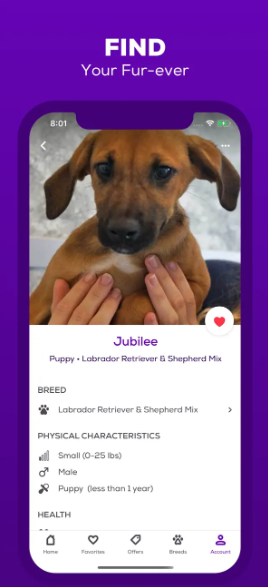 FIND
Your Fur-ever
8:01
Jubilee
Puppy • Labrador Retriever & Shepherd Mix
BREED
Labrador Retriever & Shepherd Mix
PHYSICAL CHARACTERISTICS
Small (0-25 lbs)
Male
Puppy (less than 1 year)
HEALTH
Home Favorites Offers Breeds Account